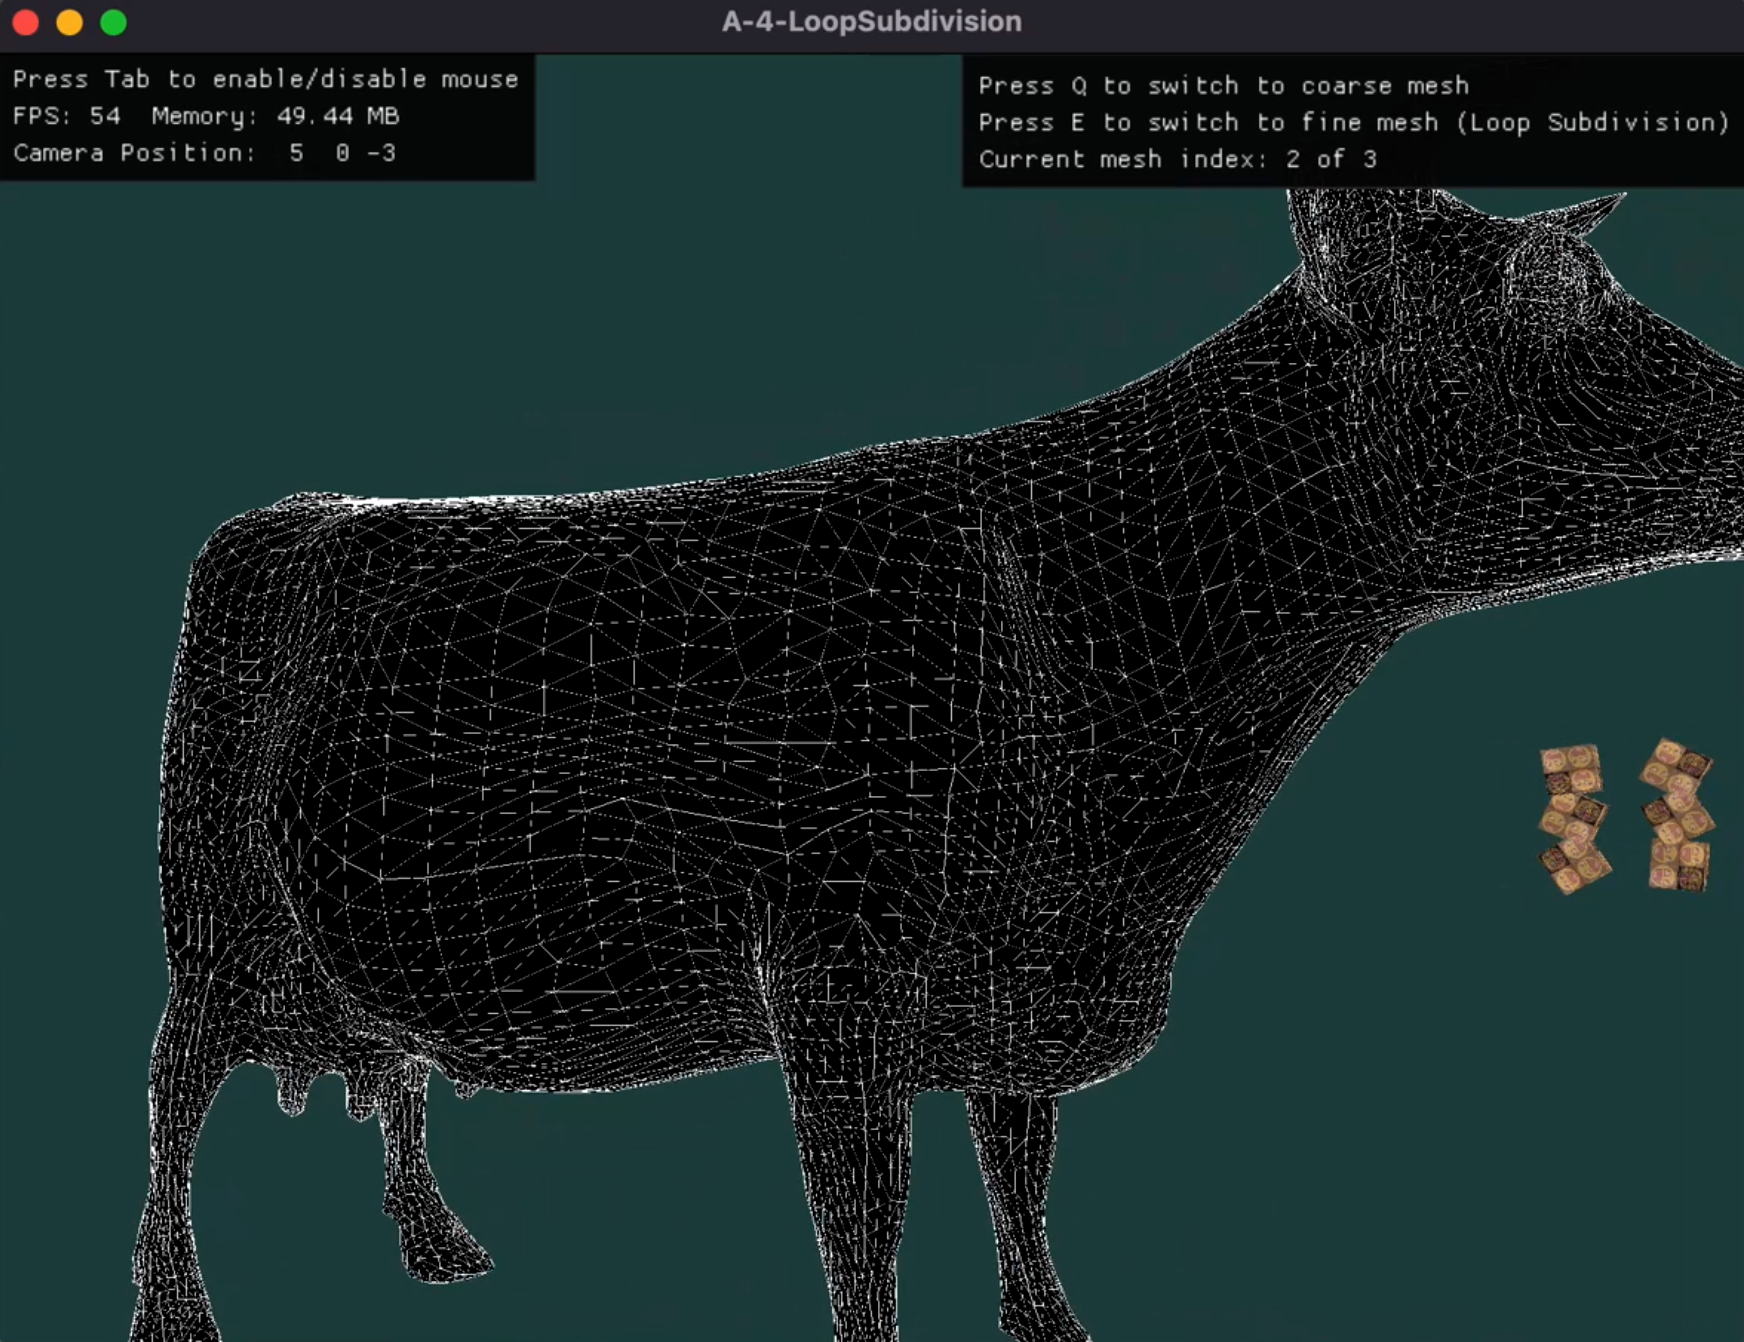 A-4-LoopSubdivision
Press Tab to enable/disable mouse
FPS: 54  Memory: 49.44 MB
Camera Position:  5  0 -3
Press Q to switch to coarse mesh
Press E to switch to fine mesh (Loop Subdivision)
Current mesh index: 2 of 3